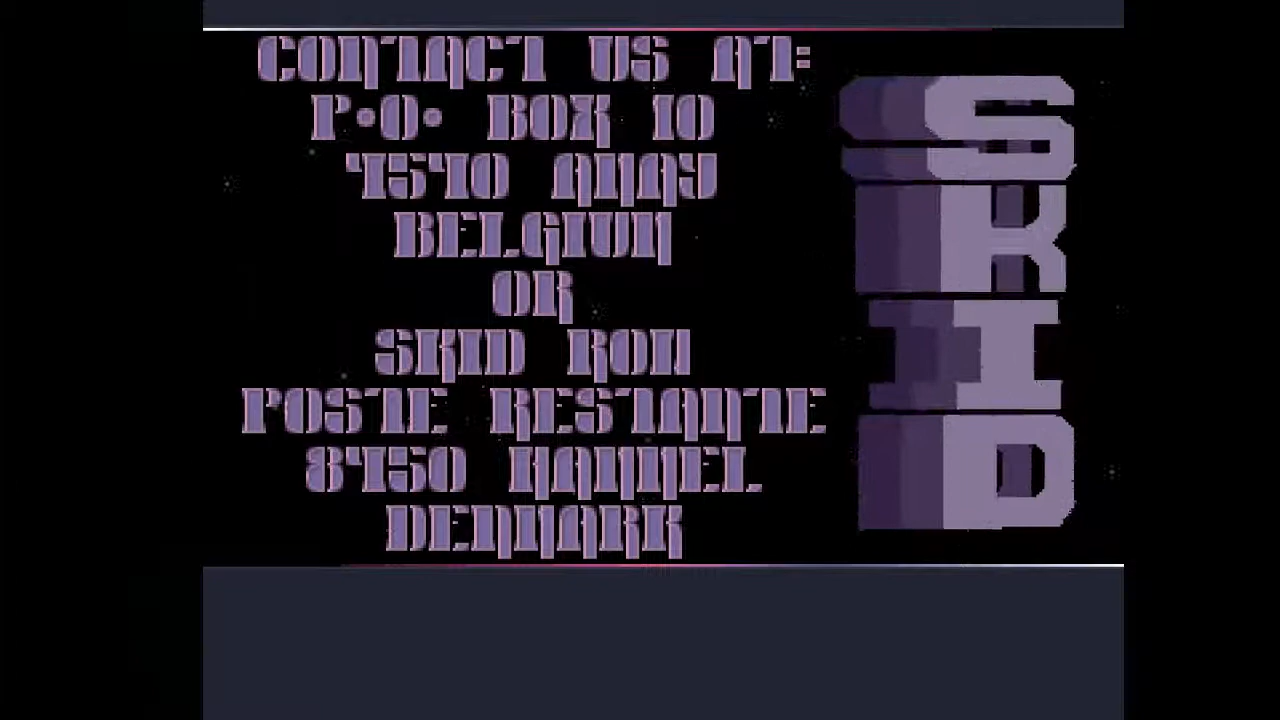 CONTACT US AT:
P.O. BOX 10
4540 AMAY
BELGIUM
OR
SKID ROW
POSTE RESTANTE
8450 HAMMEL
DENMARK
SKID